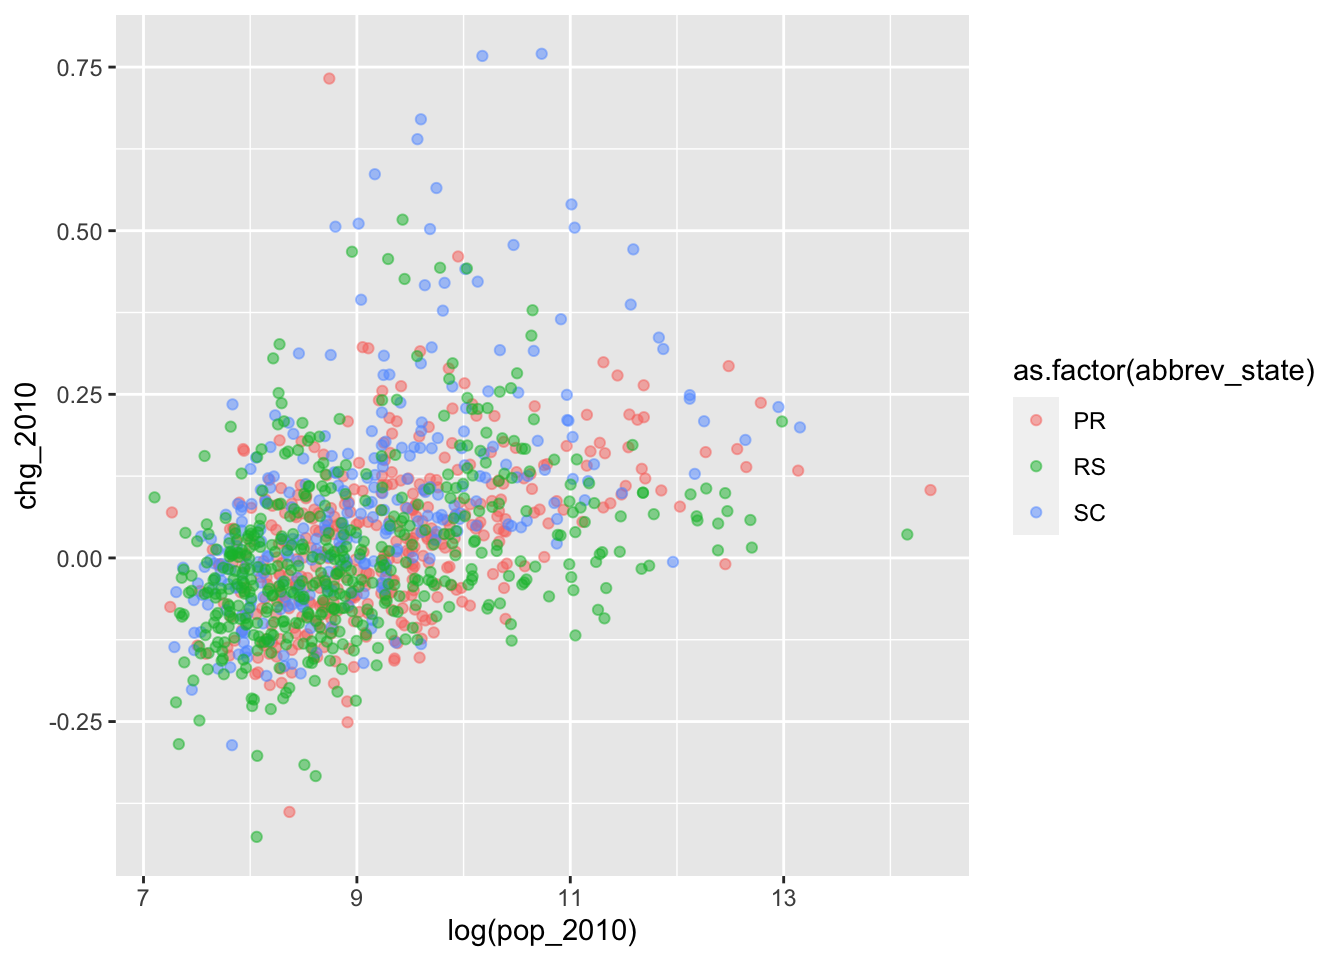 0.75
0.50
0.25
0.00
-0.25
chg_2010
7
9
11
13
log(pop_2010)
as.factor(abbrev_state)
PR
RS
SC